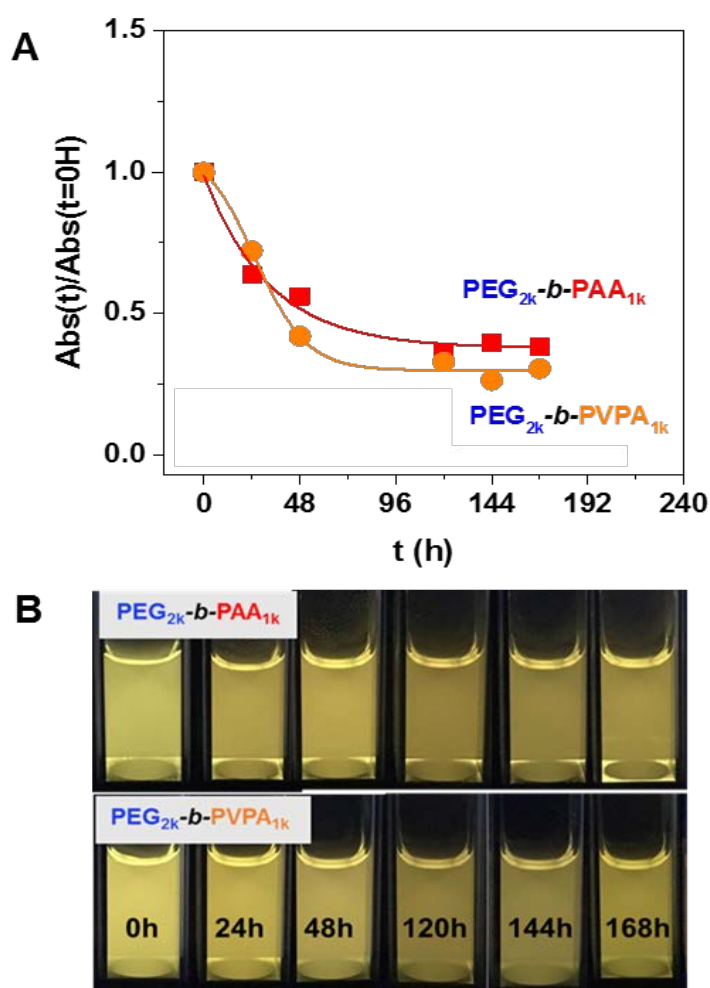 A
1.5
1.0
0.5
0.0
Abs(t)/Abs(t=0H)
PEG2k-b-PAA1k
PEG2k-b-PVPA1k
0 48 96 144 192 240
t (h)
B
PEG2k-b-PAA1k
PEG2k-b-PVPA1k
0h 24h 48h 120h 144h 168h